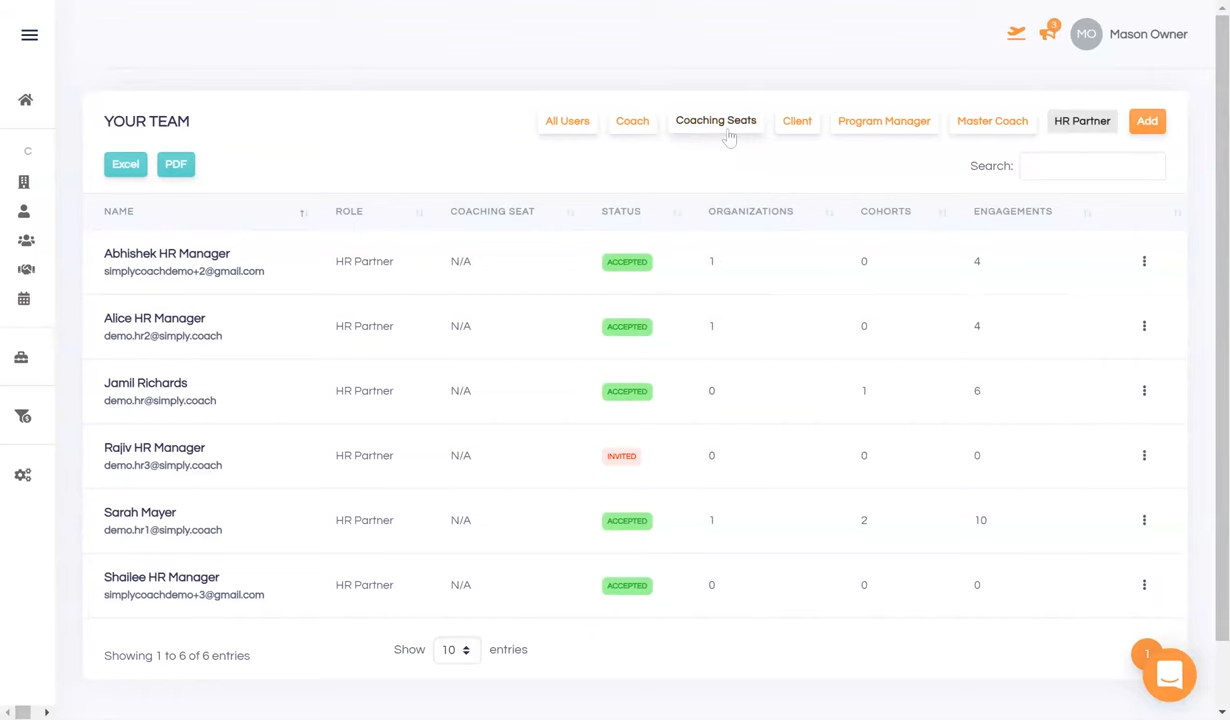 3
MO Mason Owner
YOUR TEAM
All Users Coach Coaching Seats Client Program Manager Master Coach HR Partner Add
Excel PDF Search:
C
NAME ROLE COACHING SEAT STATUS ORGANIZATIONS COHORTS ENGAGEMENTS
Abhishek HR Manager
simplycoachdemo+2@gmail.com
HR Partner N/A ACCEPTED 1 0 4
Alice HR Manager
demo.hr2@simply.coach
HR Partner N/A ACCEPTED 1 0 4
Jamil Richards
demo.hr@simply.coach
HR Partner N/A ACCEPTED 0 1 6
Rajiv HR Manager
demo.hr3@simply.coach
HR Partner N/A INVITED 0 0 0
Sarah Mayer
demo.hr1@simply.coach
HR Partner N/A ACCEPTED 1 2 10
Shailee HR Manager
simplycoachdemo+3@gmail.com
HR Partner N/A ACCEPTED 0 0 0
Showing 1 to 6 of 6 entries Show 10 entries
1